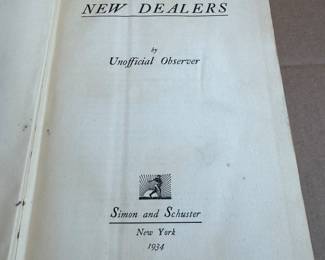 NEW DEALERS
by
Unofficial Observer
Simon and Schuster
New York
1934